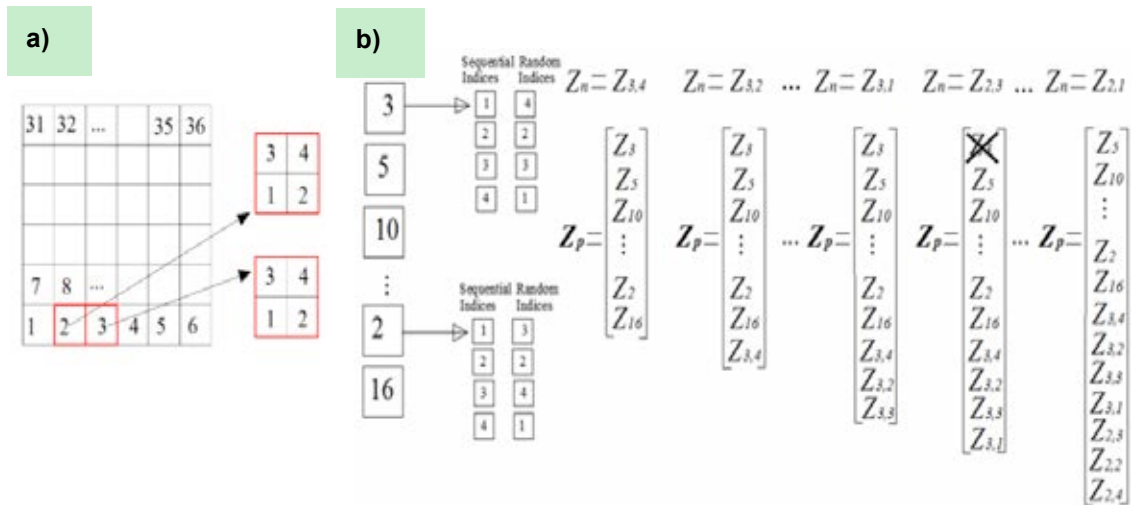 a)
31 32 ... 35 36
7 8 ...
1 2 3 4 5 6
3 4
1 2
3 4
1 2
b)
3
5
10
⋮
2
16
Sequential Random
Indices Indices
1 4
2 2
3 3
4 1
Sequential Random
Indices Indices
1 3
2 2
3 4
4 1
Zn = Z3,4 Zn = Z3,2 ... Zn = Z3,1 Zn = Z2,3 ... Zn = Z2,1
Zp =
Z3
Z5
Z10
⋮
Z2
Z16
Zp =
Z3
Z5
Z10
⋮
Z2
Z16
Z3,4
... Zp =
Z3
Z5
Z10
⋮
Z2
Z16
Z3,4
Z3,2
Z3,3
Zp =
Z5
Z10
⋮
Z2
Z16
Z3,4
Z3,2
Z3,3
Z3,1
... Zp =
Z5
Z10
⋮
Z2
Z16
Z3,4
Z3,2
Z3,3
Z3,1
Z2,3
Z2,2
Z2,4